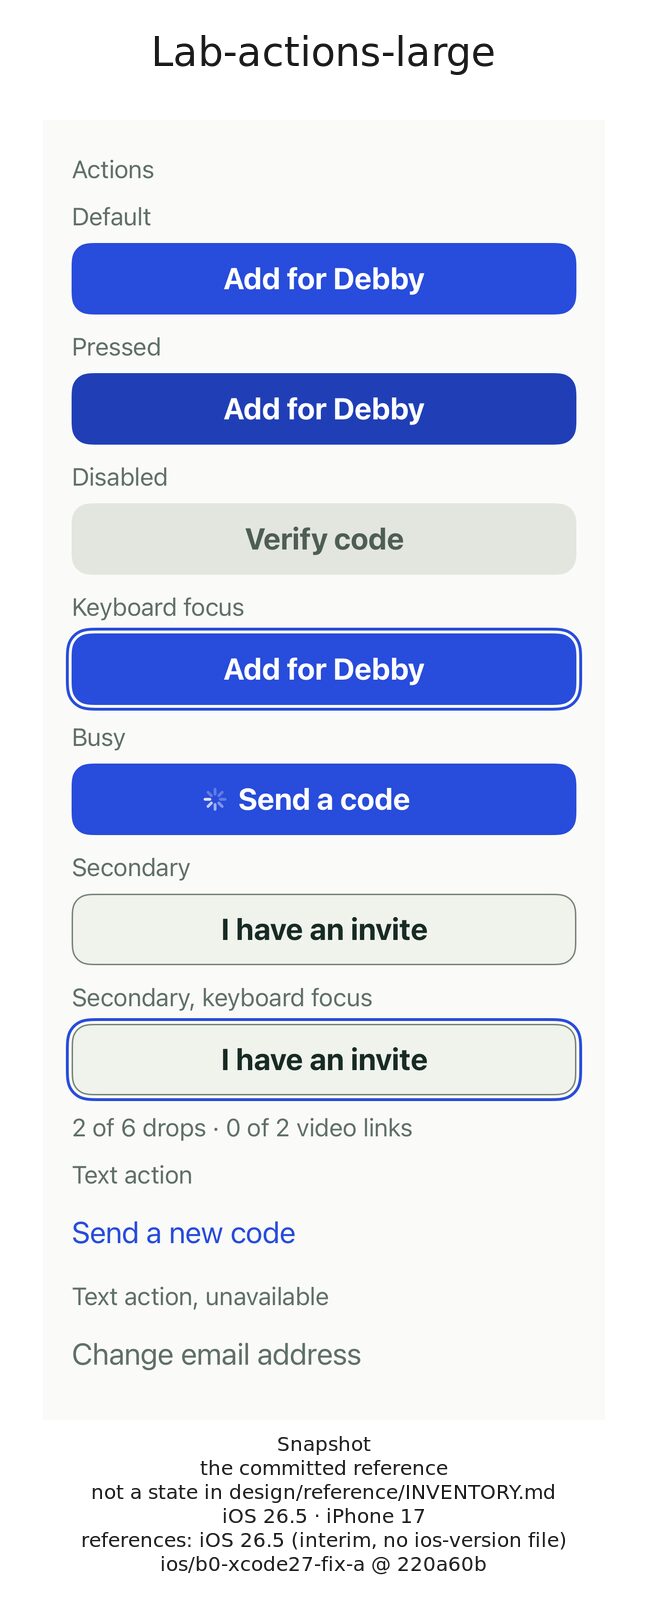 Lab-actions-large
Actions
Default
Add for Debby
Pressed
Add for Debby
Disabled
Verify code
Keyboard focus
Add for Debby
Busy
Send a code
Secondary
I have an invite
Secondary, keyboard focus
I have an invite
2 of 6 drops · 0 of 2 video links
Text action
Send a new code
Text action, unavailable
Change email address
Snapshot
the committed reference
not a state in design/reference/INVENTORY.md
iOS 26.5 · iPhone 17
references: iOS 26.5 (interim, no ios-version file)
ios/b0-xcode27-fix-a @ 220a60b